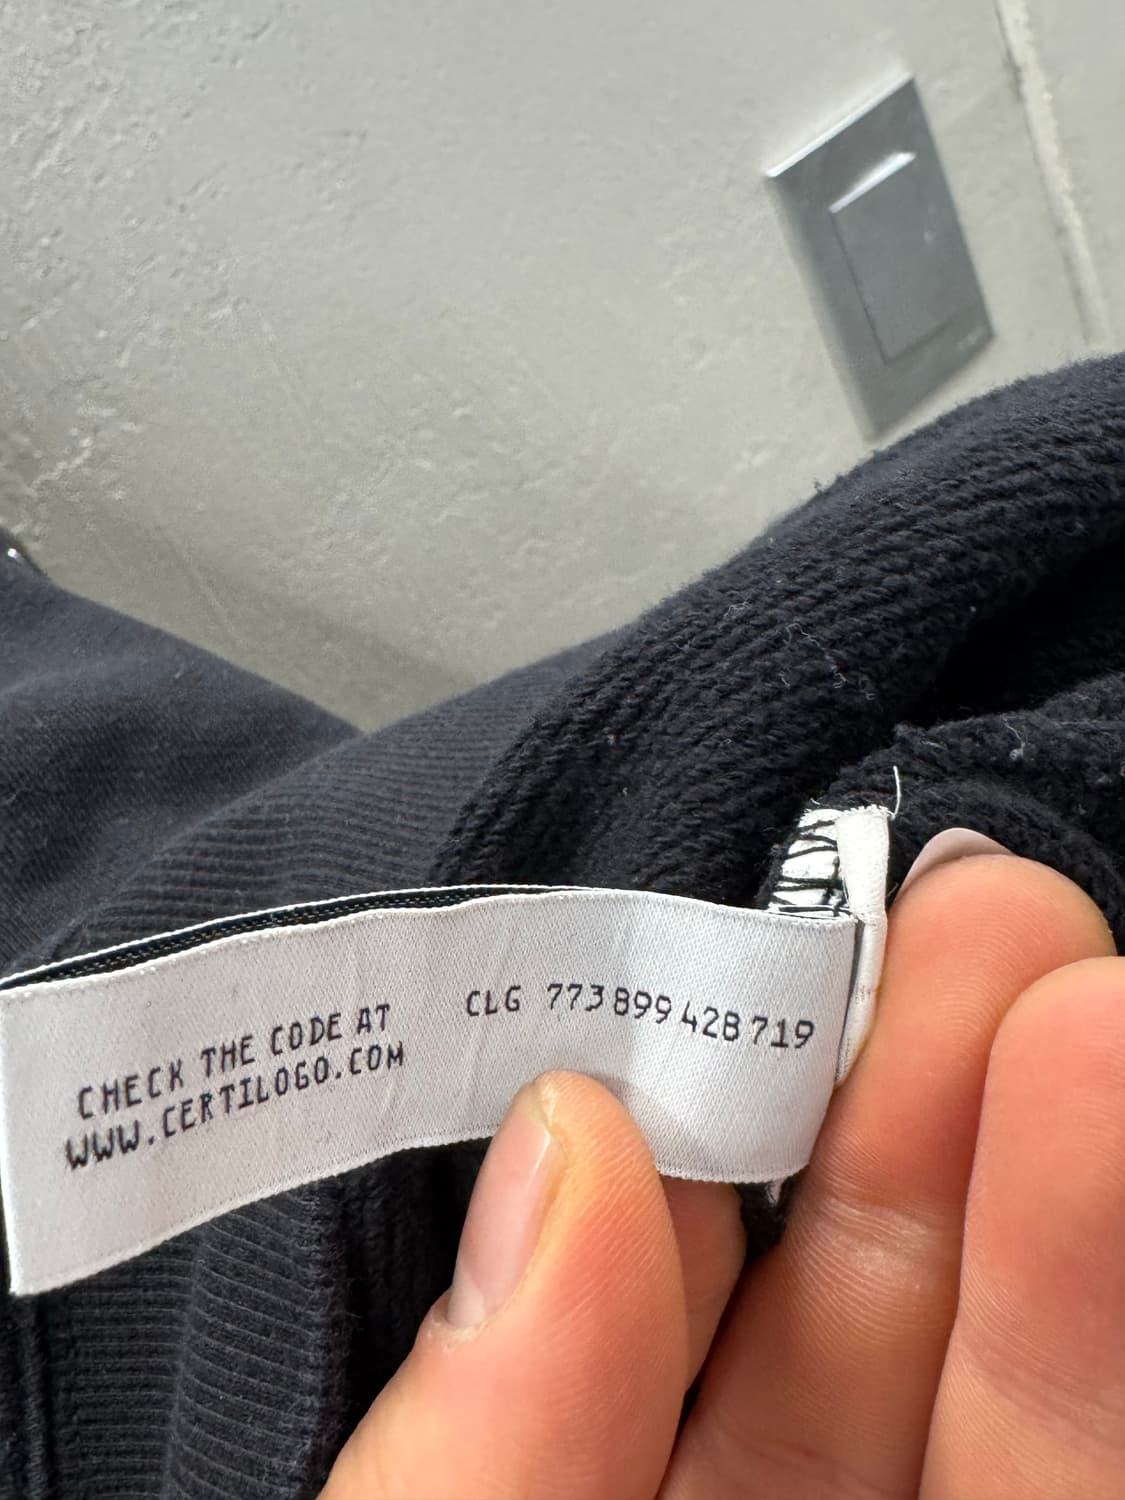 CHECK THE CODE AT
WWW.CERTILOGO.COM
CLG 773 899 428 719